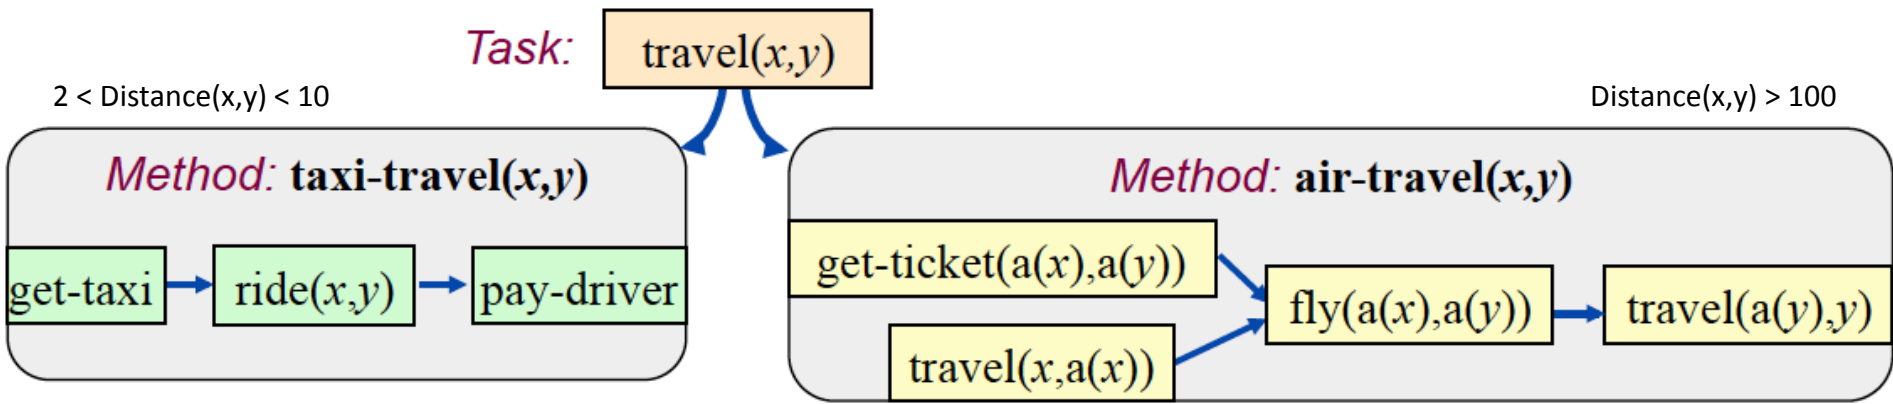 Task: travel(x,y)
2 < Distance(x,y) < 10
Distance(x,y) > 100
Method: taxi-travel(x,y)
get-taxi
ride(x,y)
pay-driver
Method: air-travel(x,y)
get-ticket(a(x),a(y))
travel(x,a(x))
fly(a(x),a(y))
travel(a(y),y)